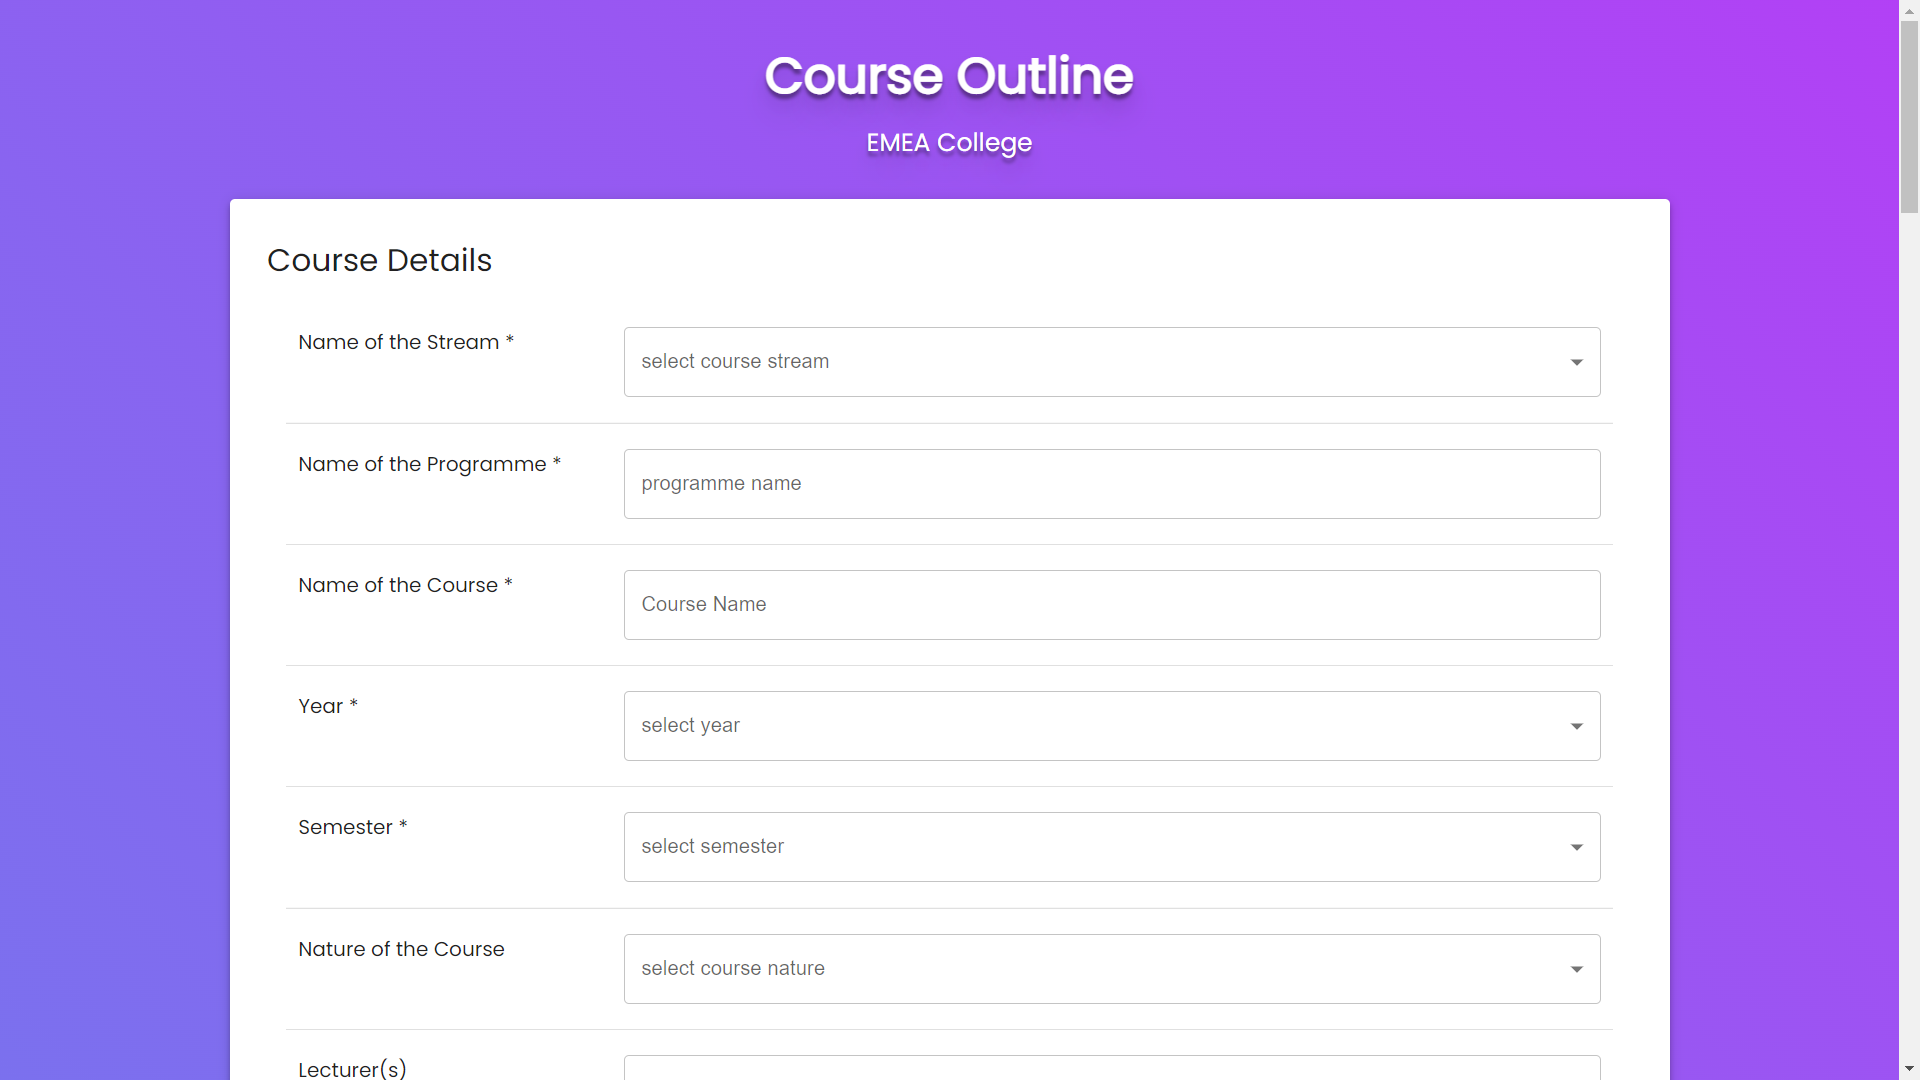 Course Outline
EMEA College
Course Details
Name of the Stream *
select course stream
Name of the Programme *
programme name
Name of the Course *
Course Name
Year *
select year
Semester *
select semester
Nature of the Course
select course nature
Lecturer(s)